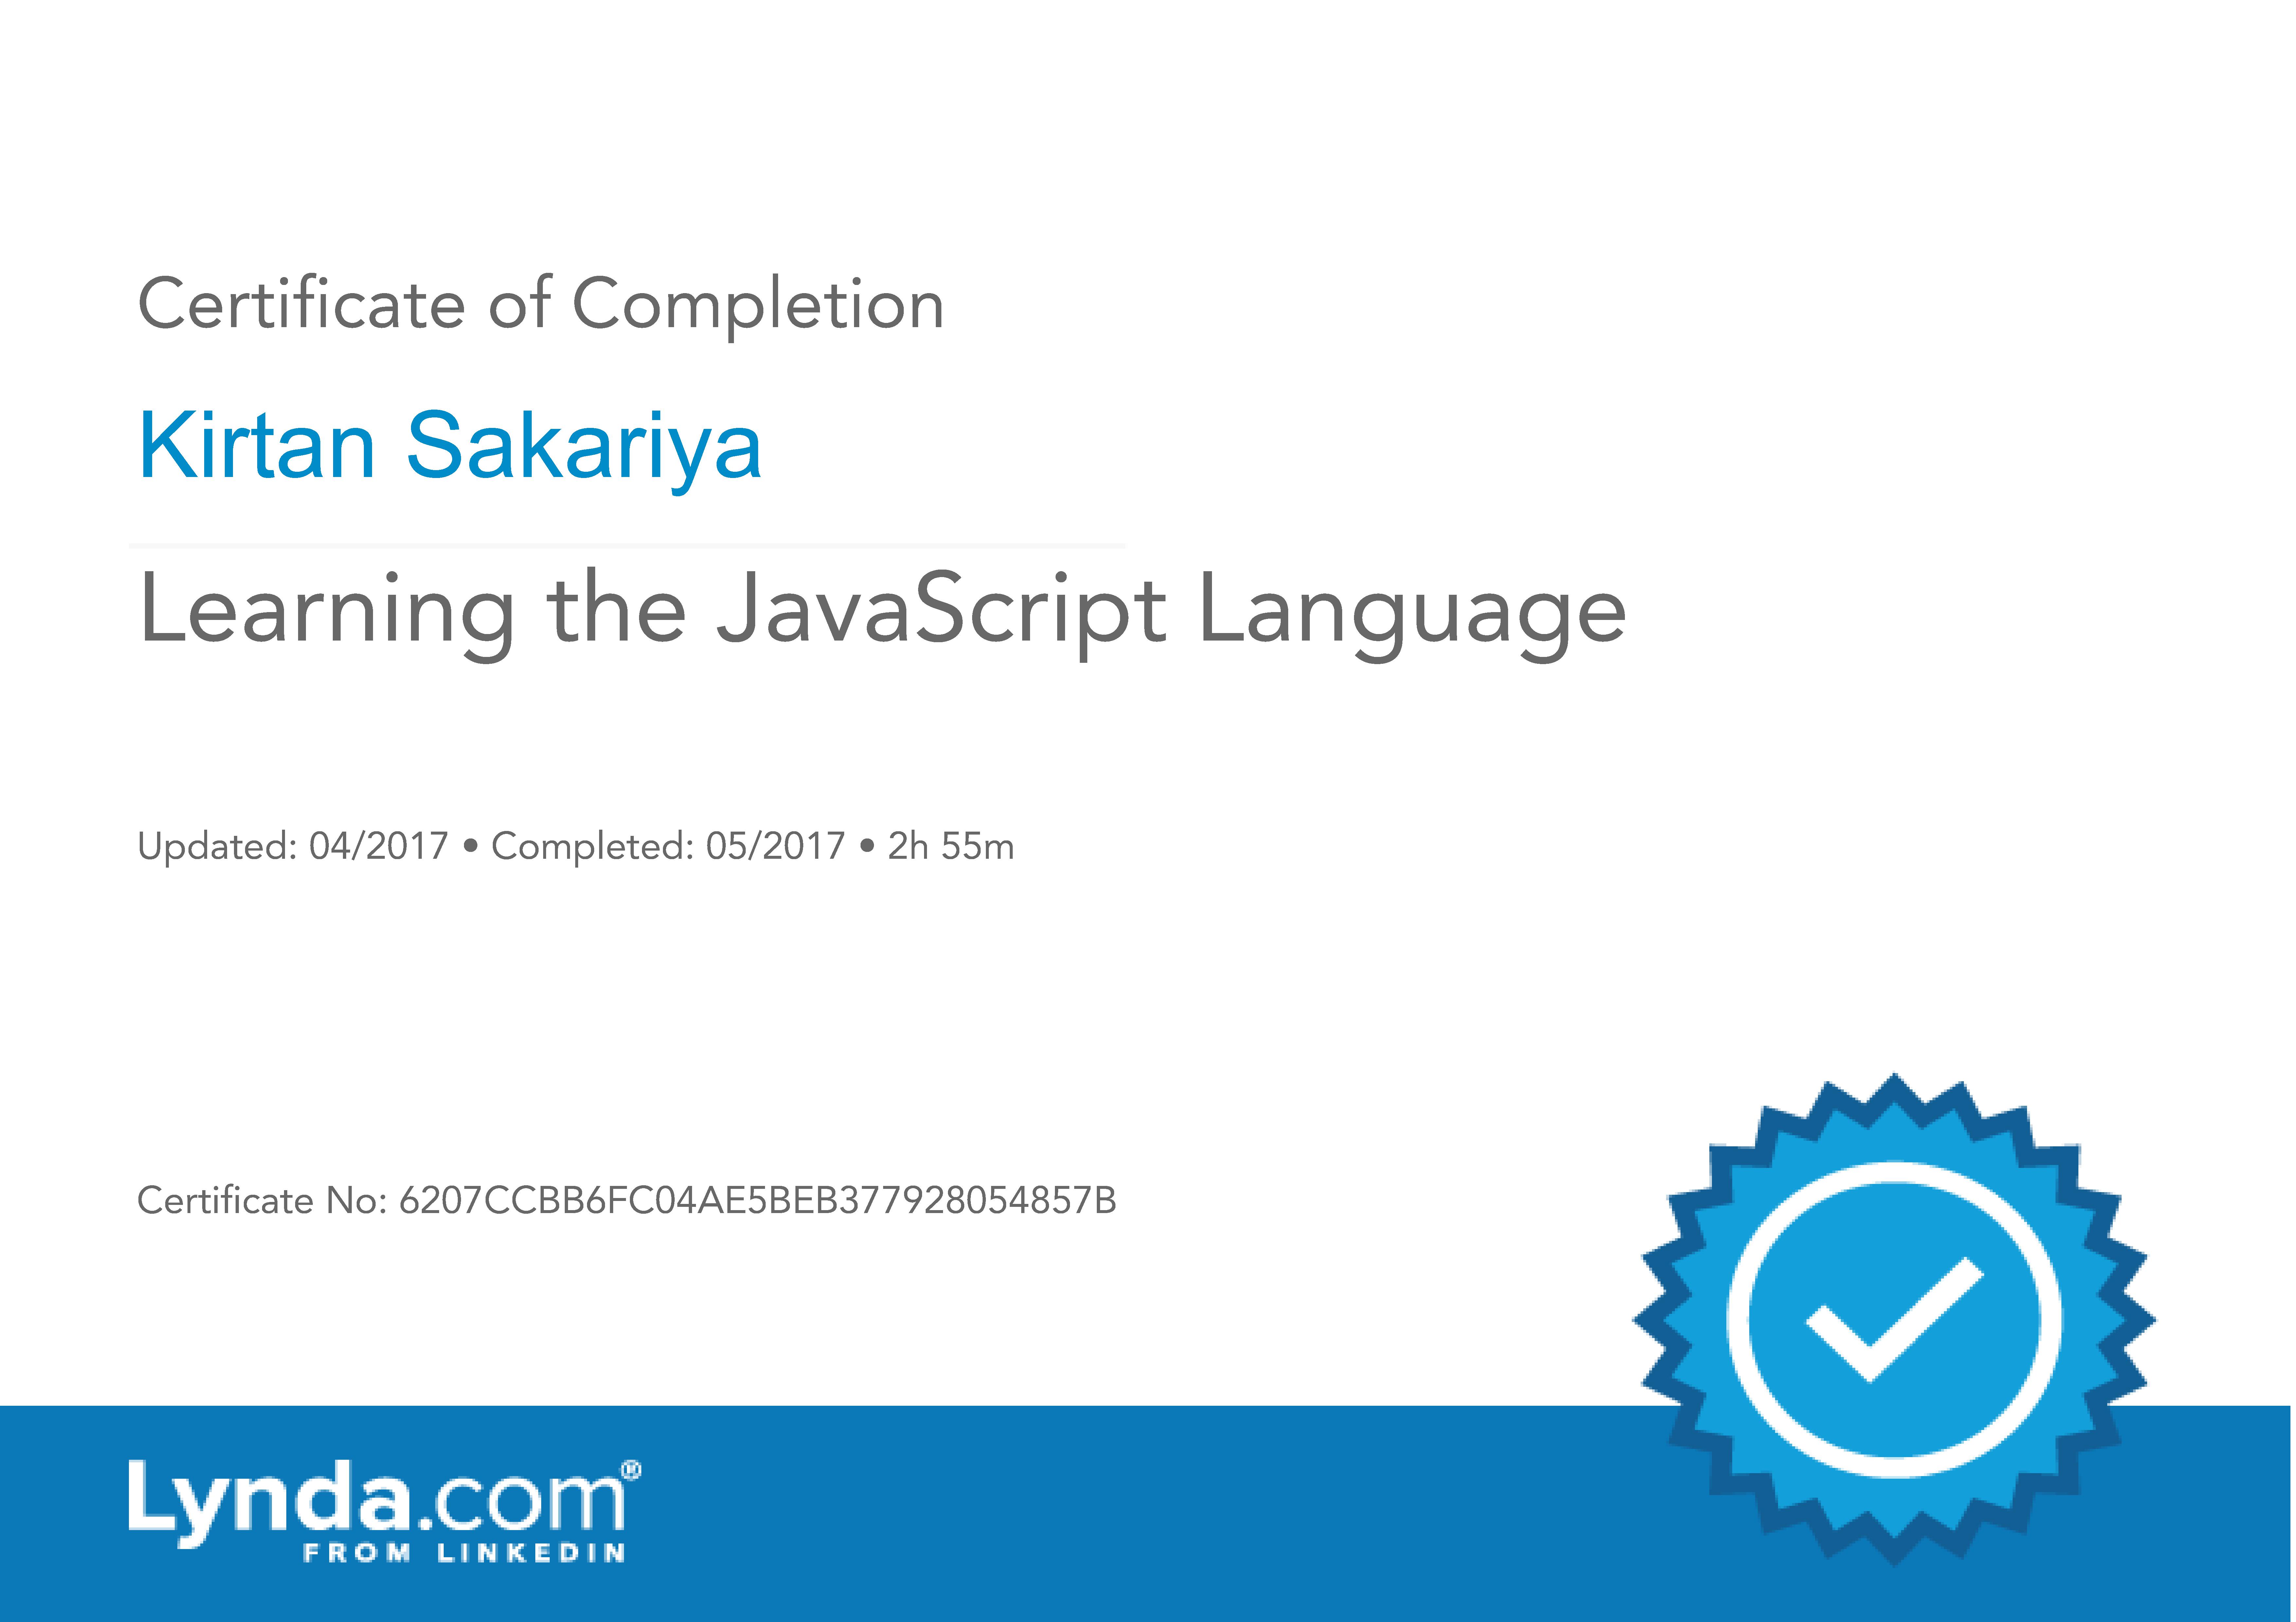 Certificate of Completion
Kirtan Sakariya
Learning the JavaScript Language
Updated: 04/2017 • Completed: 05/2017 • 2h 55m
Certificate No: 6207CCBB6FC04AE5BEB377928054857B
Lynda.com®
FROM LINKEDIN